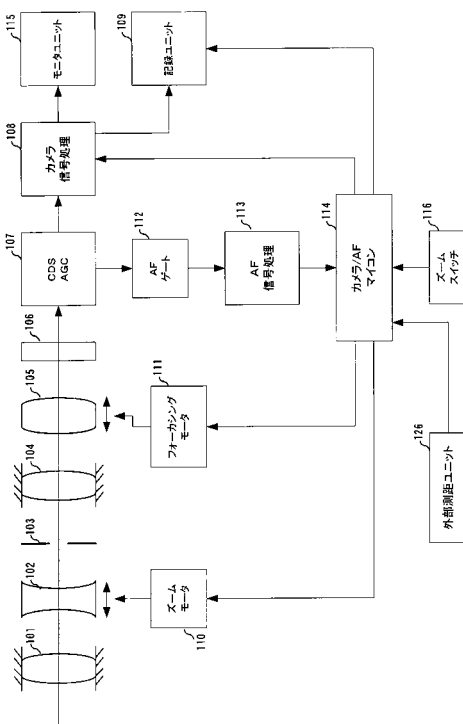 115
モニタユニット
109
記録ユニット
108
カメラ
信号処理
107
CDS
AGC
112
AF
ゲート
113
AF
信号処理
114
カメラ/AF
マイコン
116
ズーム
スイッチ
106
105
111
フォーカシング
モータ
104
126
外部測距ユニット
103
102
ズーム
モータ
110
101